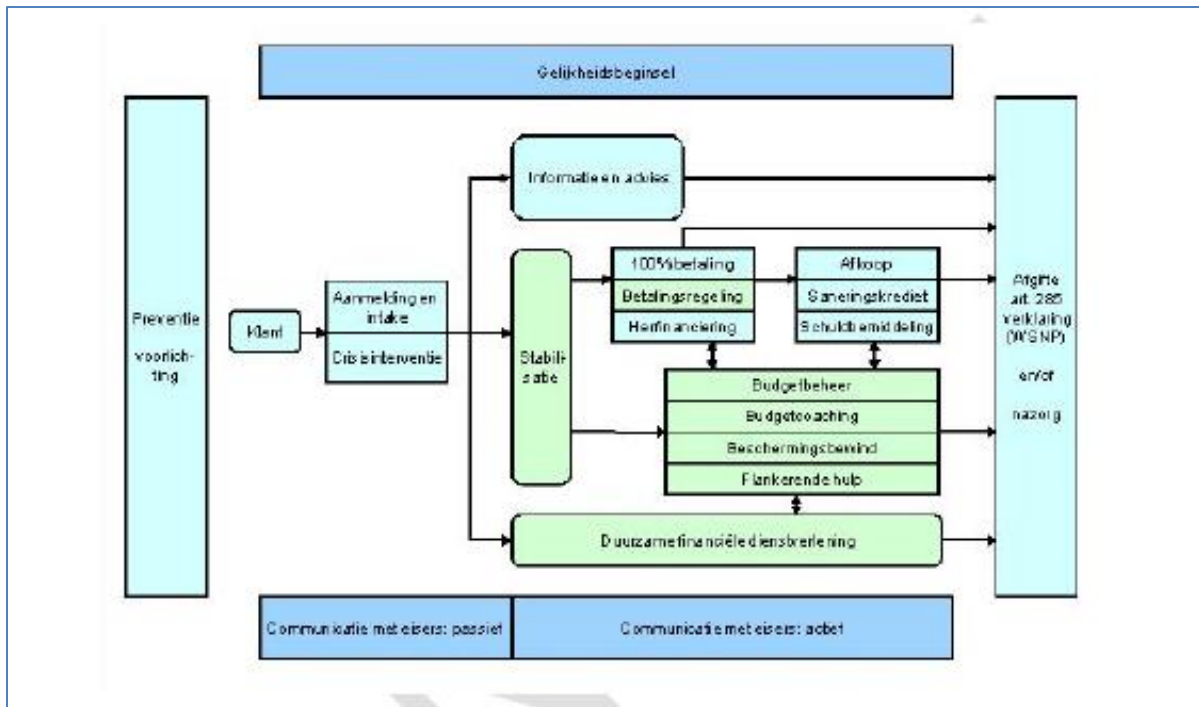 Gelijkheidsbeginsel
Preventie
voorlich-
ting
Klant
Aanmelding en
intake
Crisisinterventie
Informatie en advies
Stabili-
satie
100% betaling
Betalingsregeling
Herfinanciering
Afkoop
Saneringskrediet
Schuldbemiddeling
Budgetbeheer
Budgetcoaching
Beschermingsbewind
Flankerende hulp
Duurzame financiële dienstverlening
Afgifte
art. 285
verklaring
(WSNP)
en/of
nazorg
Communicatie met eisers: passief
Communicatie met eisers: actief